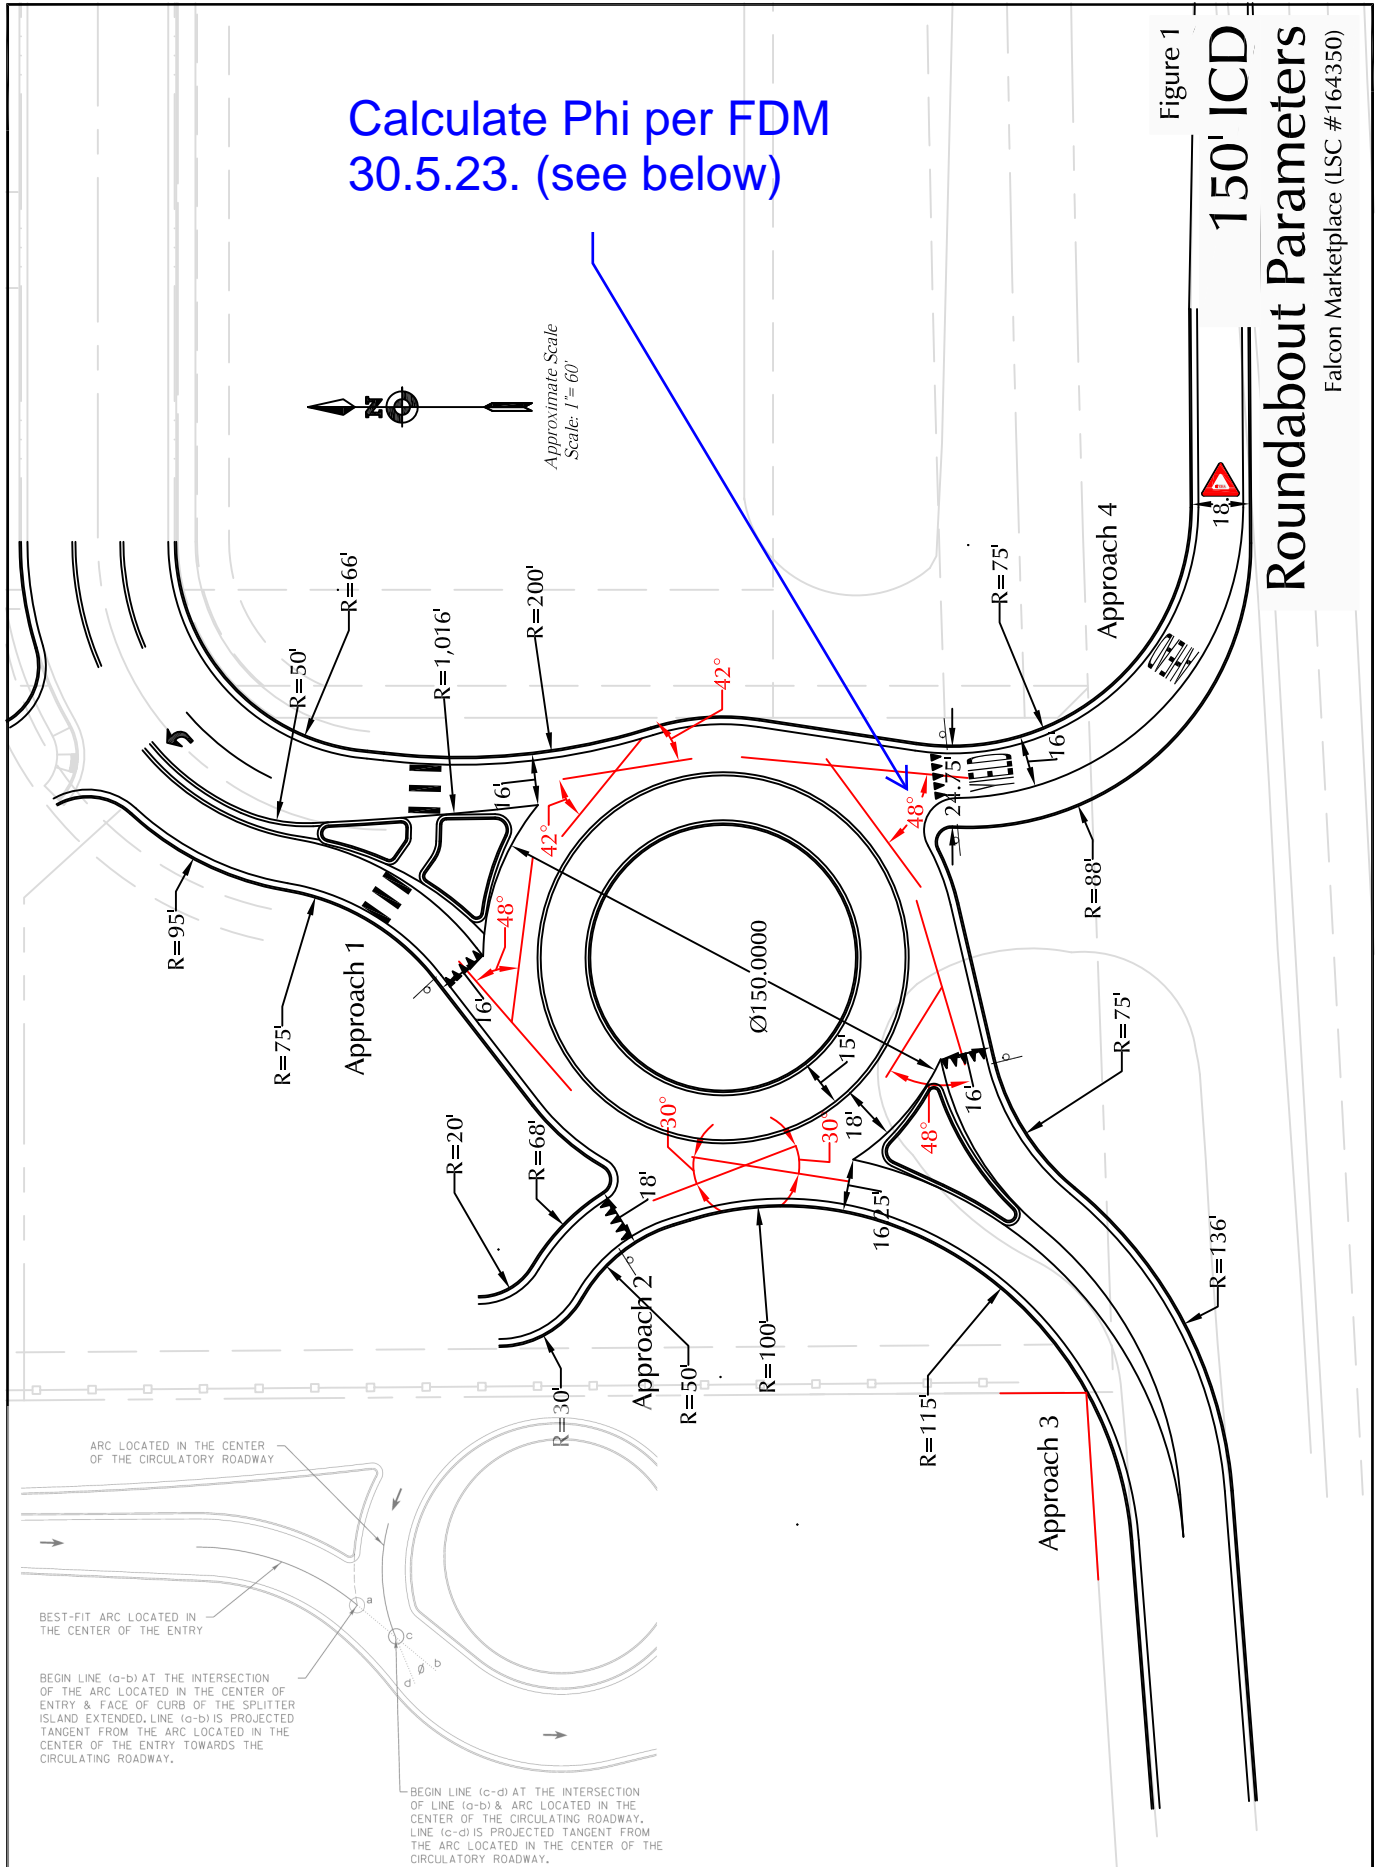 Calculate Phi per FDM
30.5.23. (see below)
Figure 1
150' ICD
Roundabout Parameters
Falcon Marketplace (LSC #164350)
N
Approximate Scale
Scale: 1"= 60'
R=66'
R=50'
R=1,016'
R=200'
42°
16'
42°
R=95'
R=75'
Approach 1
48°
16'
R=20'
R=68'
18'
30°
30°
Ø150.0000
15'
18'
16.25'
48°
16'
48°
24.75'
16'
R=75'
Approach 4
18.
R=88'
R=75'
R=136'
R=30'
Approach 2
R=50'
R=100'
R=115'
Approach 3
ARC LOCATED IN THE CENTER
OF THE CIRCULATORY ROADWAY
BEST-FIT ARC LOCATED IN
THE CENTER OF THE ENTRY
a
c
b
Ø
d
BEGIN LINE (a-b) AT THE INTERSECTION
OF THE ARC LOCATED IN THE CENTER OF
ENTRY & FACE OF CURB OF THE SPLITTER
ISLAND EXTENDED. LINE (a-b) IS PROJECTED
TANGENT FROM THE ARC LOCATED IN THE
CENTER OF THE ENTRY TOWARDS THE
CIRCULATING ROADWAY.
BEGIN LINE (c-d) AT THE INTERSECTION
OF LINE (a-b) & ARC LOCATED IN THE
CENTER OF THE CIRCULATING ROADWAY.
LINE (c-d) IS PROJECTED TANGENT FROM
THE ARC LOCATED IN THE CENTER OF THE
CIRCULATORY ROADWAY.